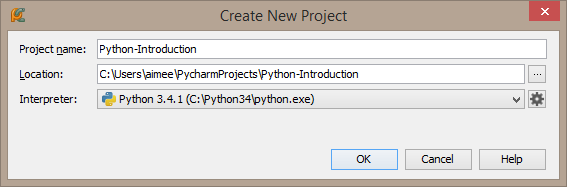 Create New Project
Project name: Python-Introduction
Location: C:\Users\aimee\PycharmProjects\Python-Introduction ...
Interpreter: Python 3.4.1 (C:\Python34\python.exe)
OK Cancel Help